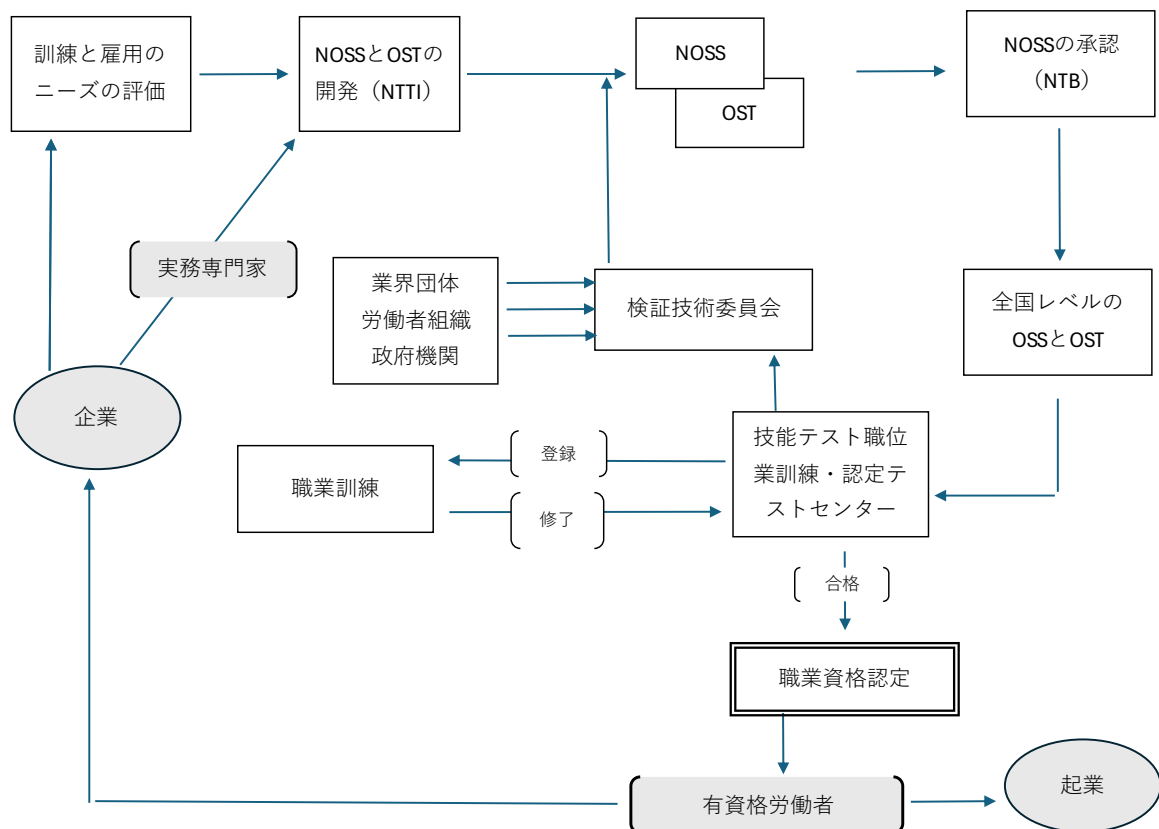 訓練と雇用の
ニーズの評価
NOSSとOSTの
開発（NTTI）
NOSS
OST
NOSSの承認
（NTB）
実務専門家
業界団体
労働者組織
政府機関
検証技術委員会
全国レベルの
OSSとOST
企業
職業訓練
登録
修了
技能テスト職位
業訓練・認定テ
ストセンター
合格
職業資格認定
有資格労働者
起業